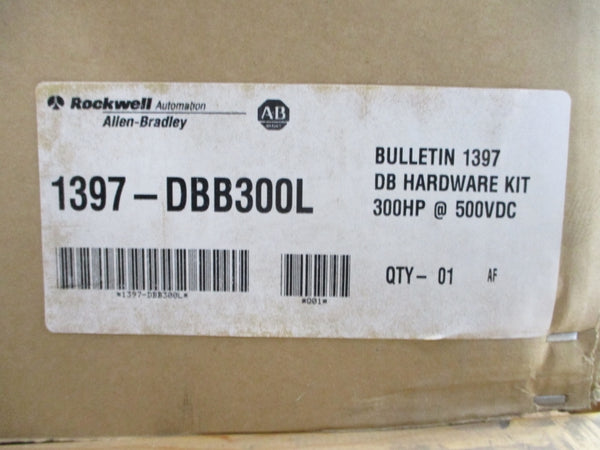 Rockwell Automation
Allen-Bradley
AB
1397-DBB300L
BULLETIN 1397
DB HARDWARE KIT
300HP @ 500VDC
*1397-DBB300L*
*001*
QTY- 01 AF